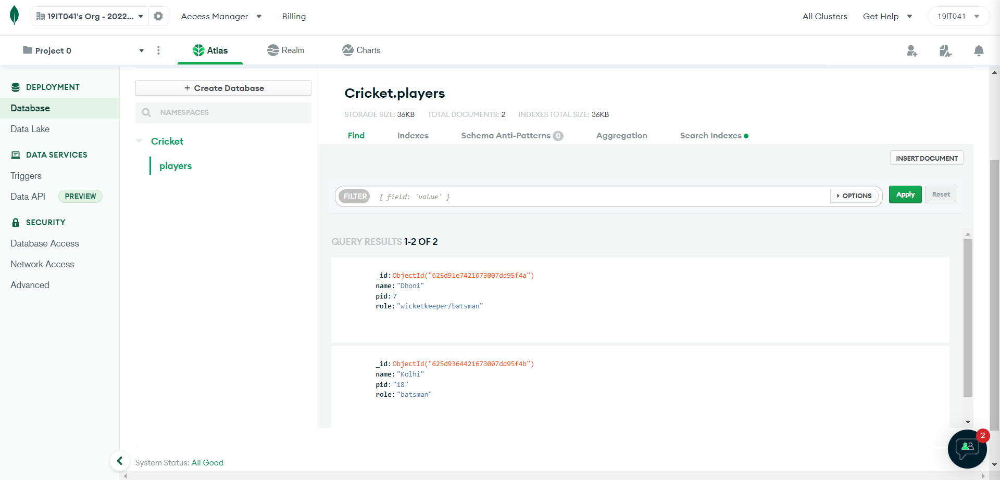 19IT041's Org - 2022...
Access Manager
Billing
All Clusters
Get Help
19IT041
Project 0
Atlas
Realm
Charts
DEPLOYMENT
Database
Data Lake
DATA SERVICES
Triggers
Data API PREVIEW
SECURITY
Database Access
Network Access
Advanced
+ Create Database
NAMESPACES
Cricket
players
Cricket.players
STORAGE SIZE: 36KB TOTAL DOCUMENTS: 2 INDEXES TOTAL SIZE: 36KB
Find Indexes Schema Anti-Patterns 0 Aggregation Search Indexes
INSERT DOCUMENT
FILTER { field: 'value' } OPTIONS Apply Reset
QUERY RESULTS 1-2 OF 2
_id: ObjectId("625d91e7421673007dd95f4a")
name: "Dhoni"
pid: 7
role: "wicketkeeper/batsman"
_id: ObjectId("625d9364421673007dd95f4b")
name: "Kolhi"
pid: "18"
role: "batsman"
2
System Status: All Good